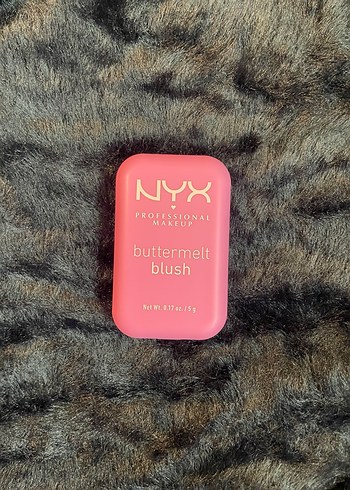 NYX
PROFESSIONAL
MAKEUP
buttermelt
blush
Net Wt. 0.17 oz. / 5 g